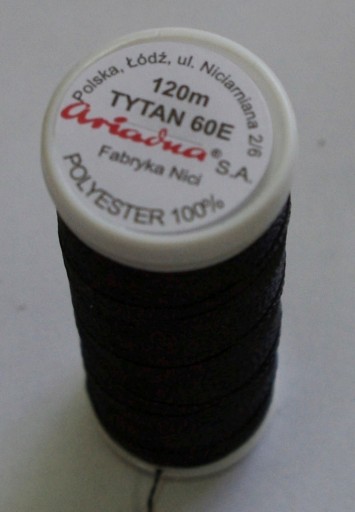 Polska, Łódź, ul. Niciarniana 2/6
120m
TYTAN 60E
Ariadna® S.A.
Fabryka Nici
POLYESTER 100%